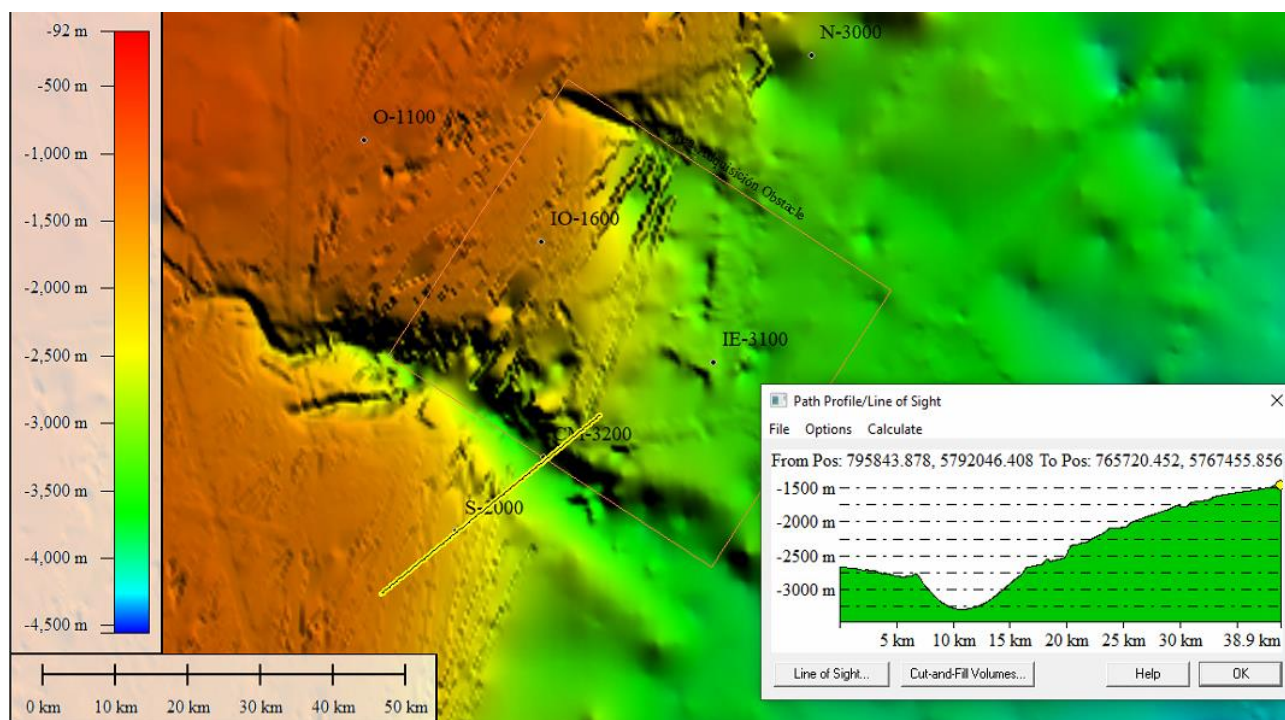 -92 m
-500 m
-1,000 m
-1,500 m
-2,000 m
-2,500 m
-3,000 m
-3,500 m
-4,000 m
-4,500 m
0 km 10 km 20 km 30 km 40 km 50 km
N-3000
O-1100
Obstacle
IO-1600
IE-3100
CM-3200
S-2000
Path Profile/Line of Sight
File Options Calculate
From Pos: 795843.878, 5792046.408 To Pos: 765720.452, 5767455.856
-1500 m
-2000 m
-2500 m
-3000 m
5 km 10 km 15 km 20 km 25 km 30 km 38.9 km
Line of Sight... Cut-and-Fill Volumes... Help OK